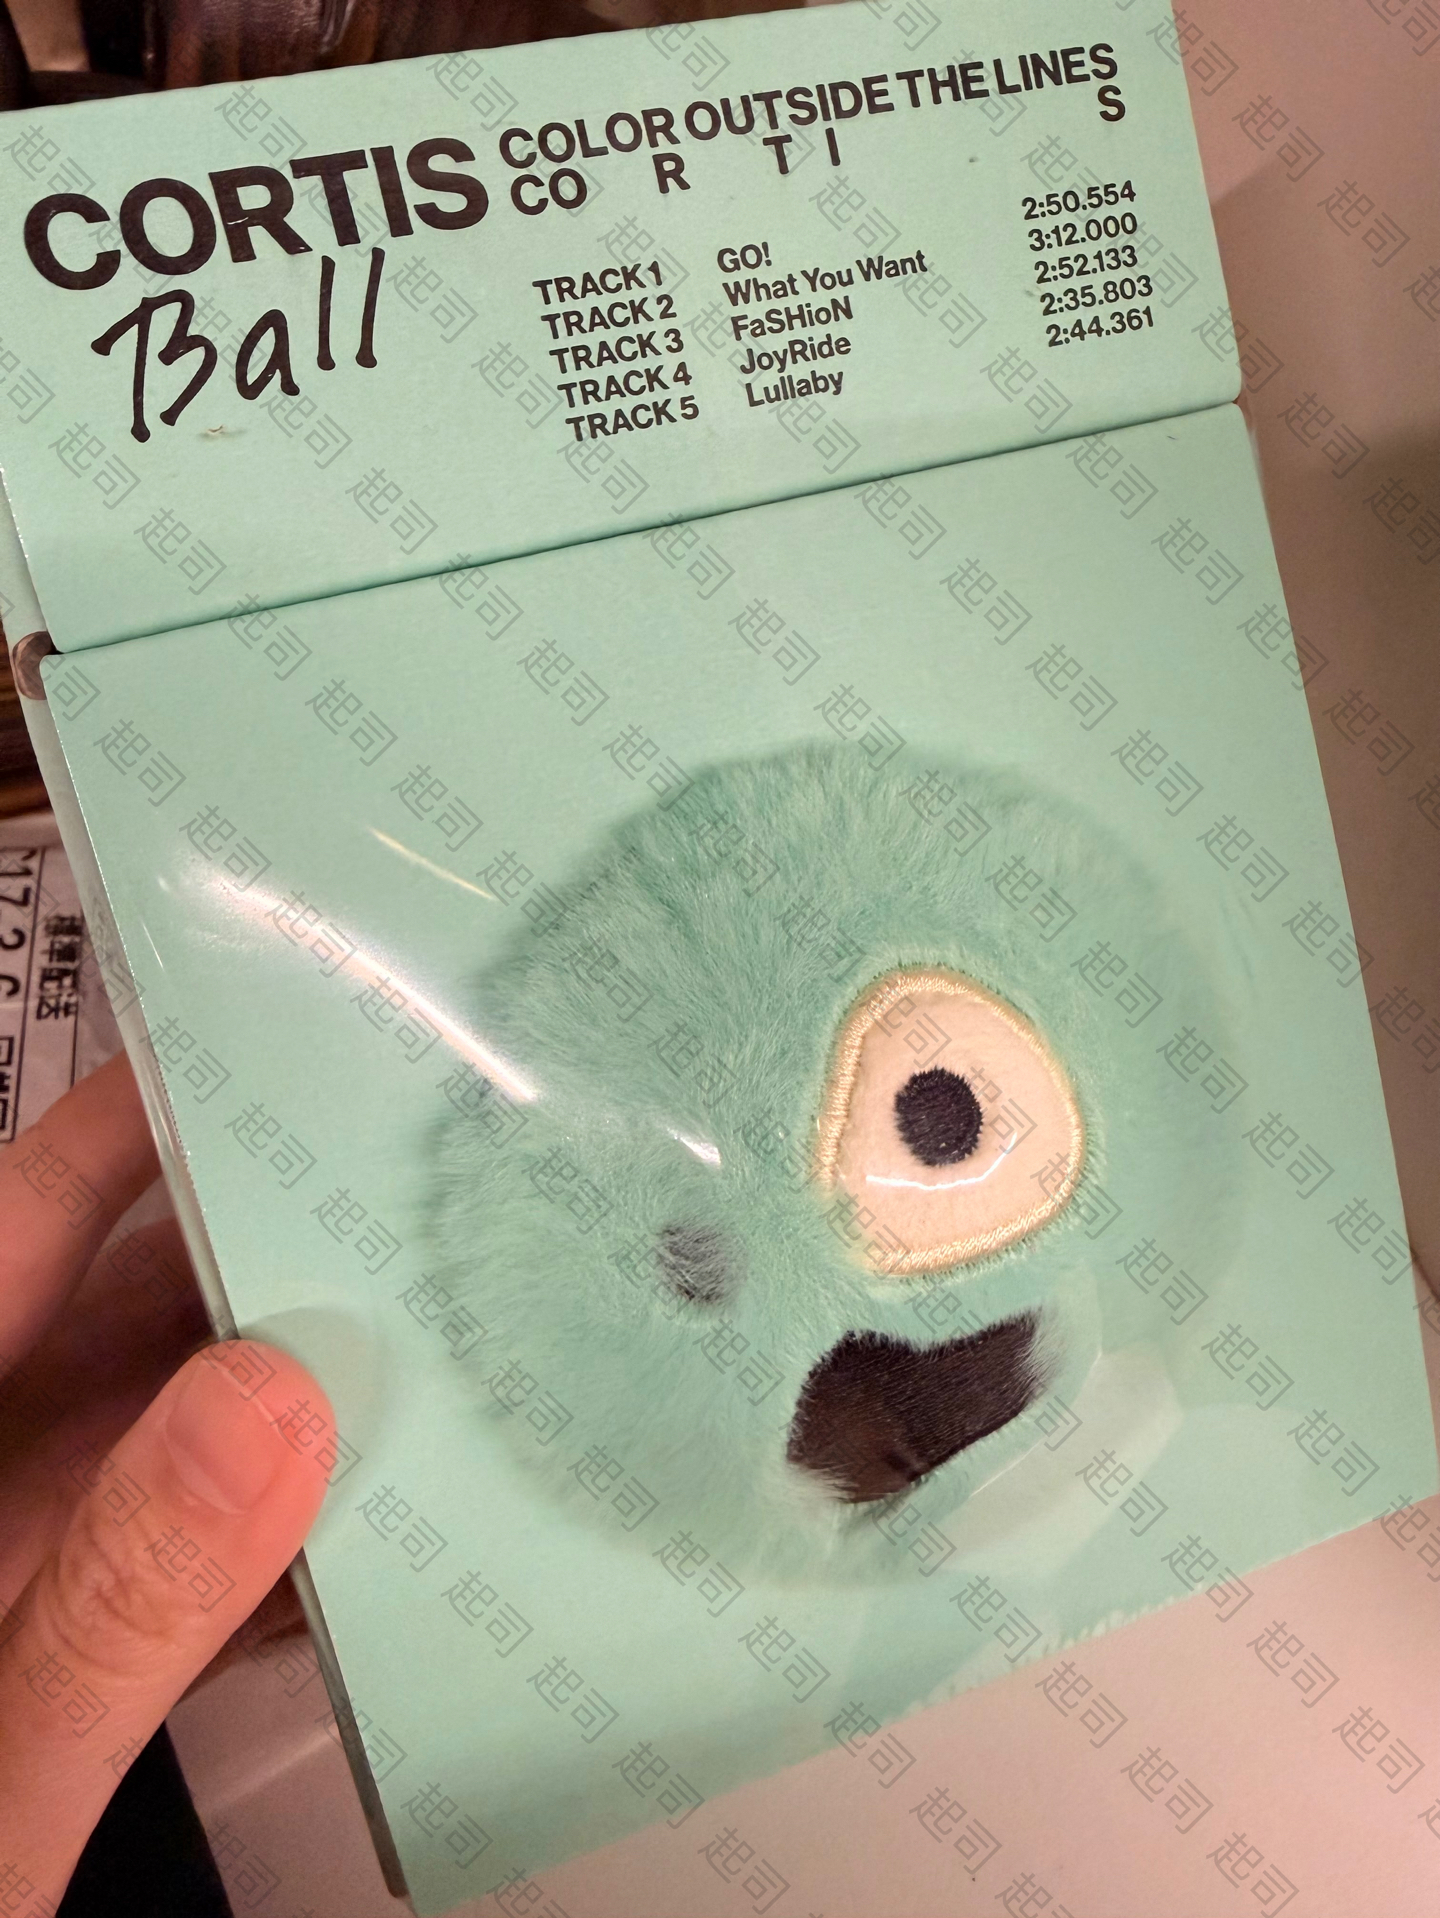 CORTIS
COLOR OUTSIDE THE LINES
CO R T I S
Ball
TRACK 1 GO! 2:50.554
TRACK 2 What You Want 3:12.000
TRACK 3 FaSHioN 2:52.133
TRACK 4 JoyRide 2:35.803
TRACK 5 Lullaby 2:44.361
起司